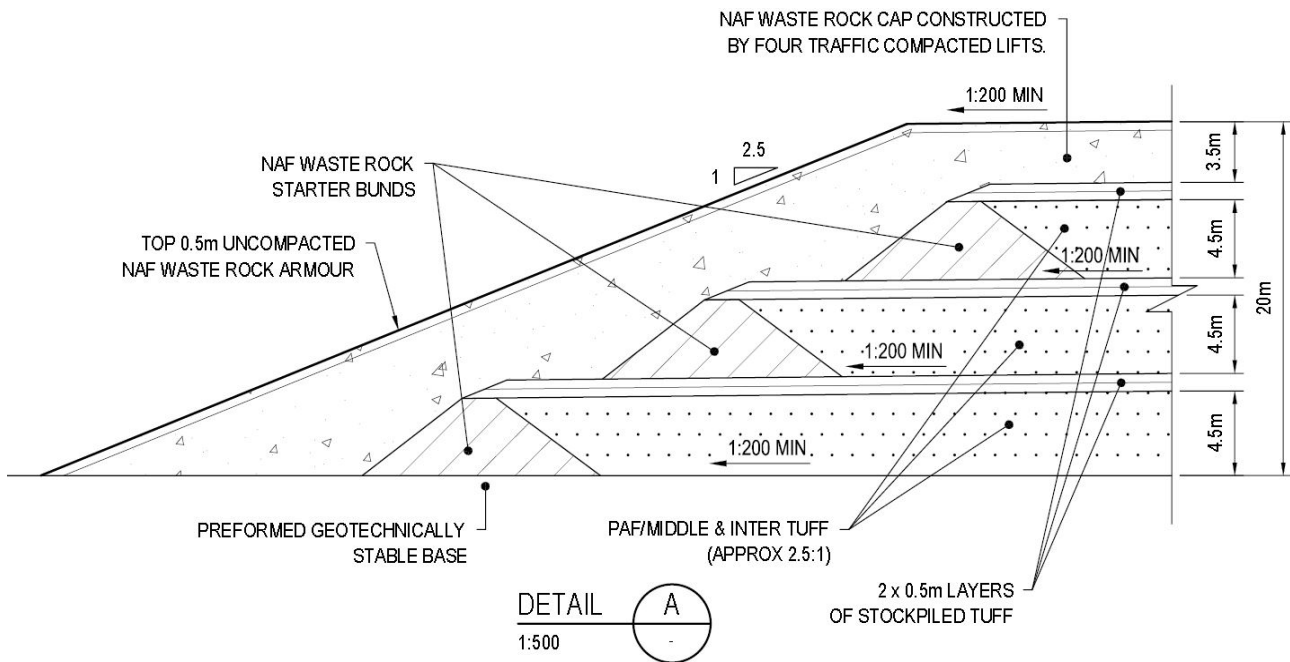 NAF WASTE ROCK CAP CONSTRUCTED
BY FOUR TRAFFIC COMPACTED LIFTS.
1:200 MIN
NAF WASTE ROCK
STARTER BUNDS
2.5
1
3.5m
TOP 0.5m UNCOMPACTED
NAF WASTE ROCK ARMOUR
1:200 MIN
4.5m
20m
1:200 MIN
4.5m
1:200 MIN
4.5m
PREFORMED GEOTECHNICALLY
STABLE BASE
PAF/MIDDLE & INTER TUFF
(APPROX 2.5:1)
2 x 0.5m LAYERS
OF STOCKPILED TUFF
DETAIL
A
1:500
-